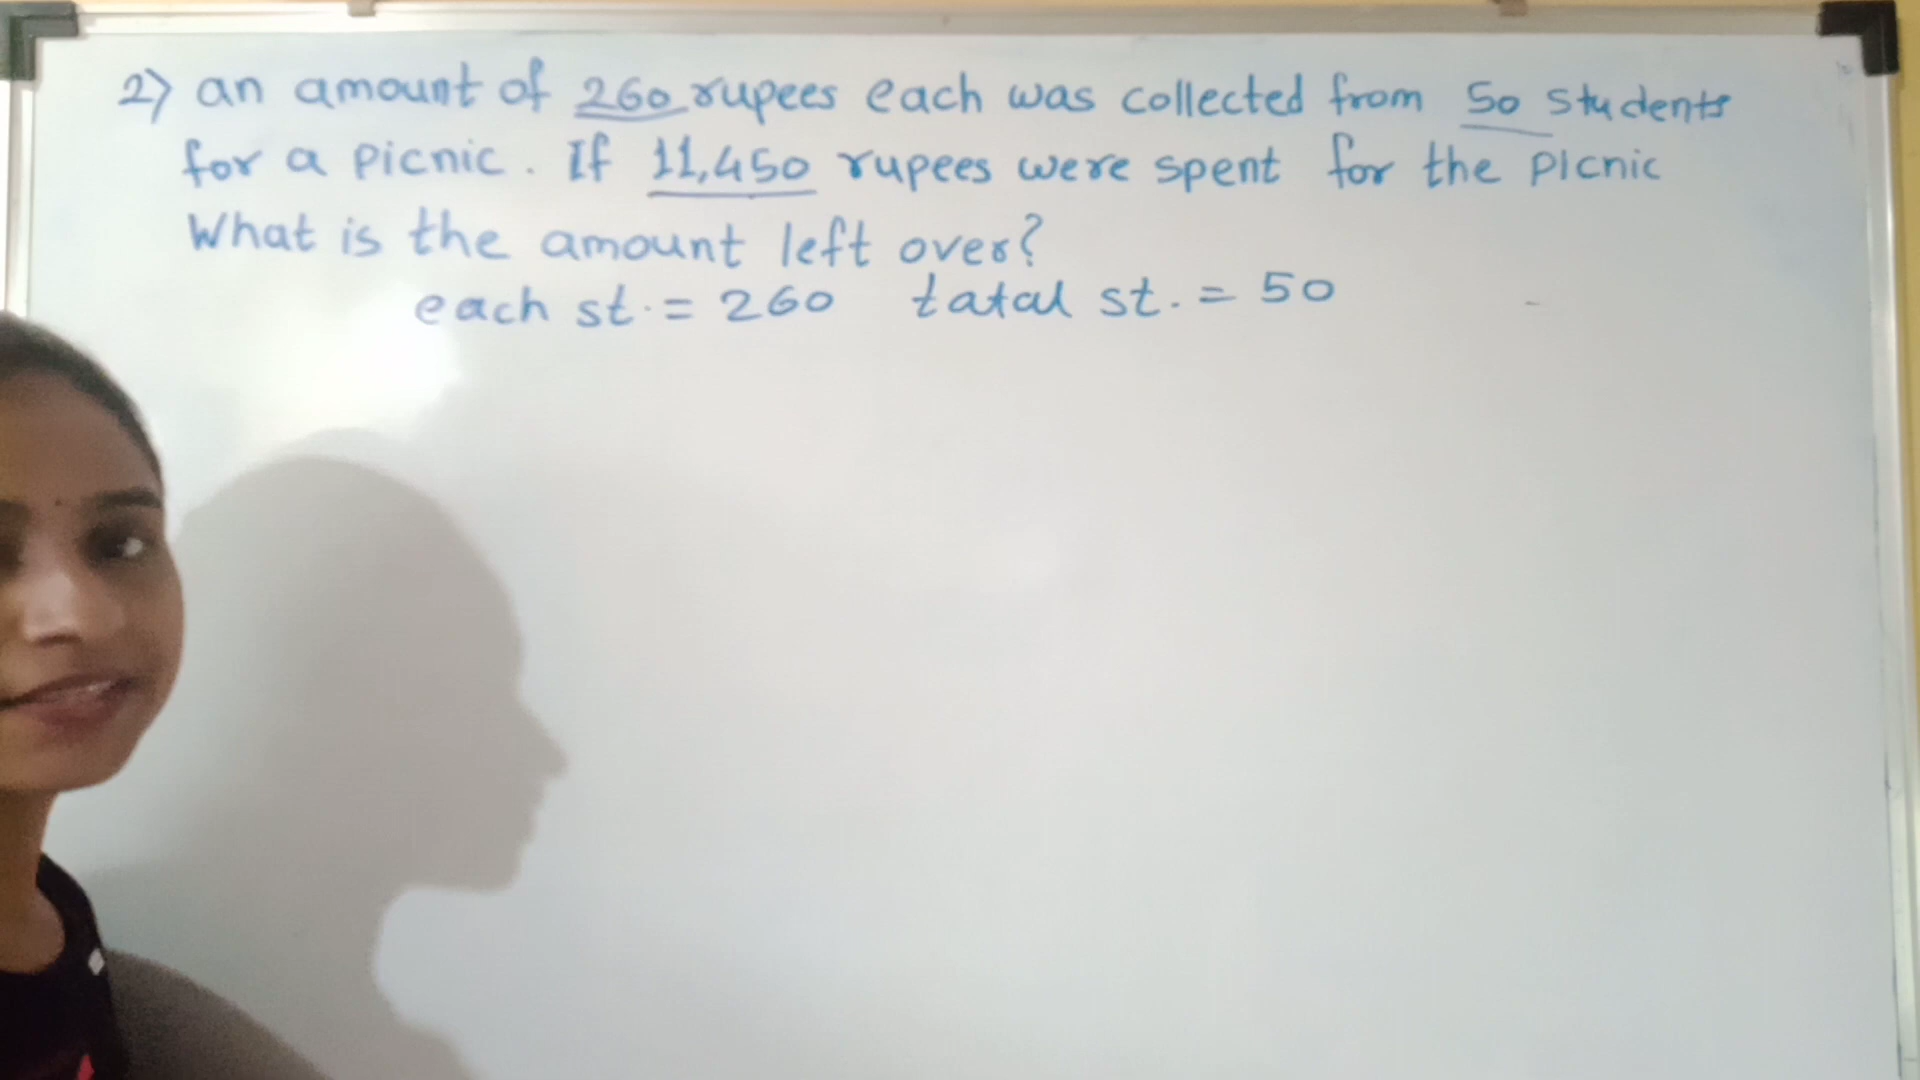 2) an amount of 260 rupees each was collected from 50 students
for a picnic. If 11,450 rupees were spent for the picnic
What is the amount left over?
each st. = 260 tatal st. = 50